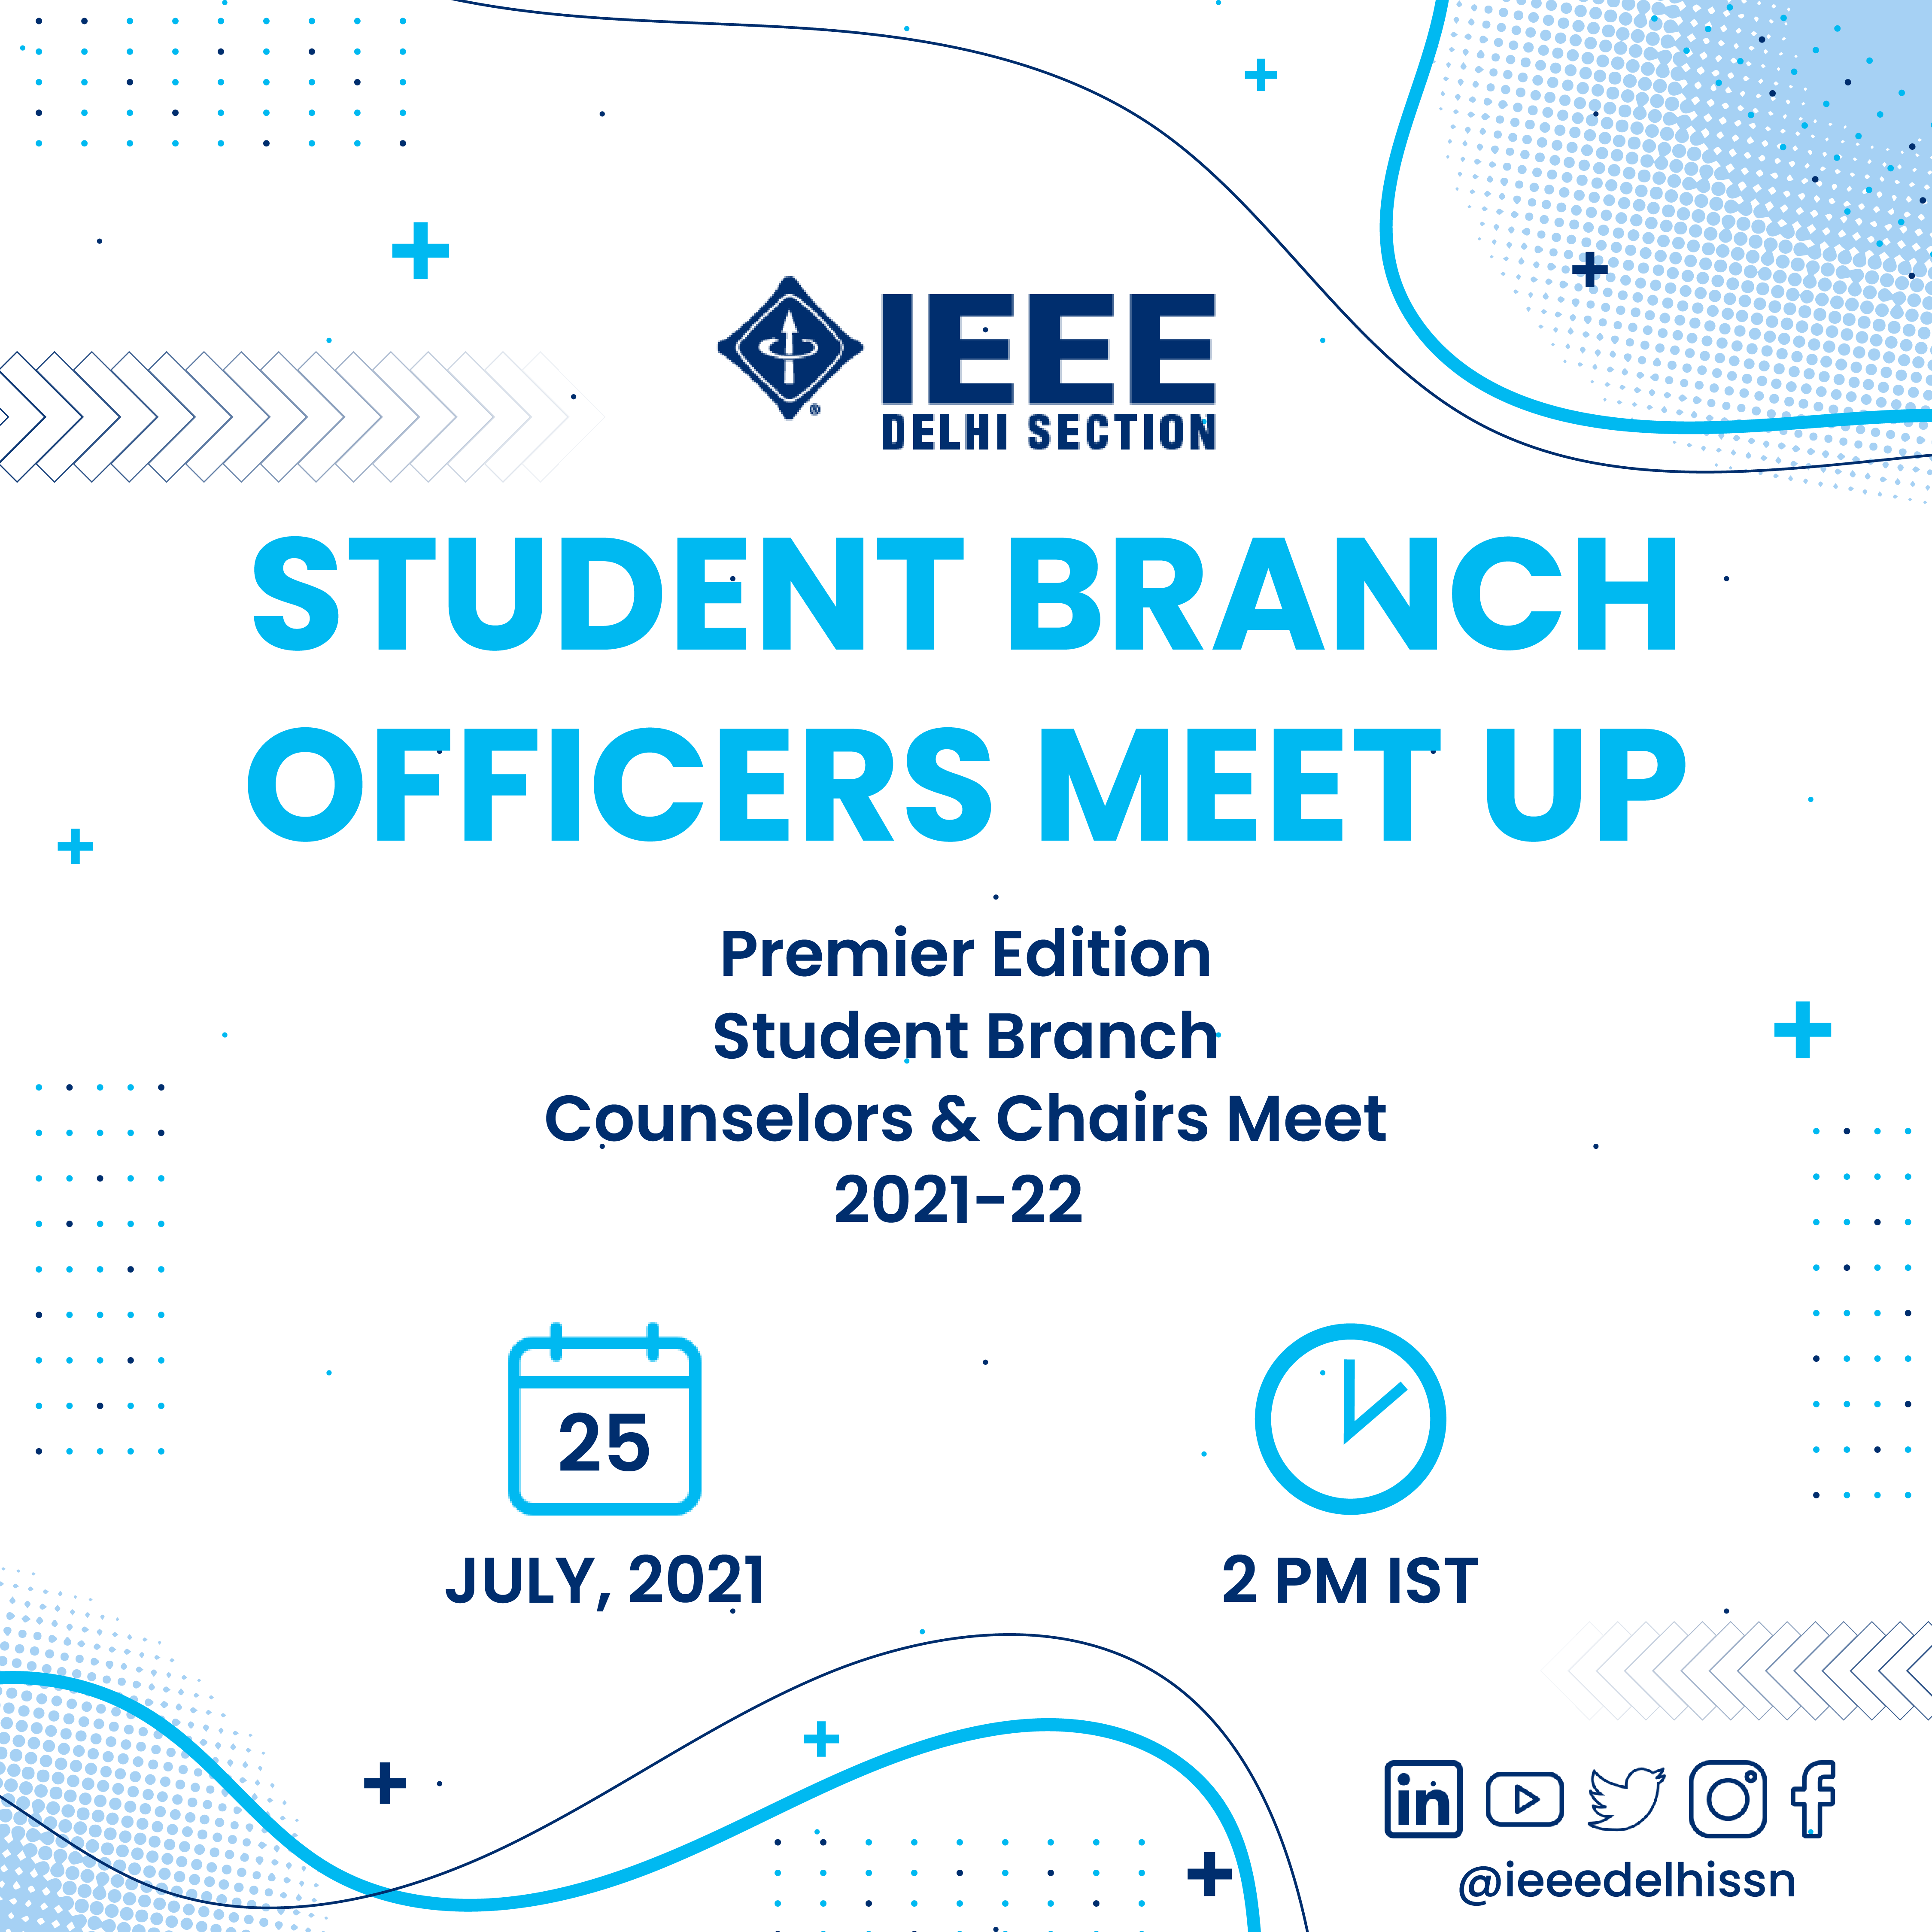 IEEE
DELHI SECTION
STUDENT BRANCH
OFFICERS MEET UP
Premier Edition
Student Branch
Counselors & Chairs Meet
2021-22
25
JULY, 2021
2 PM IST
in
@ieeedelhissn